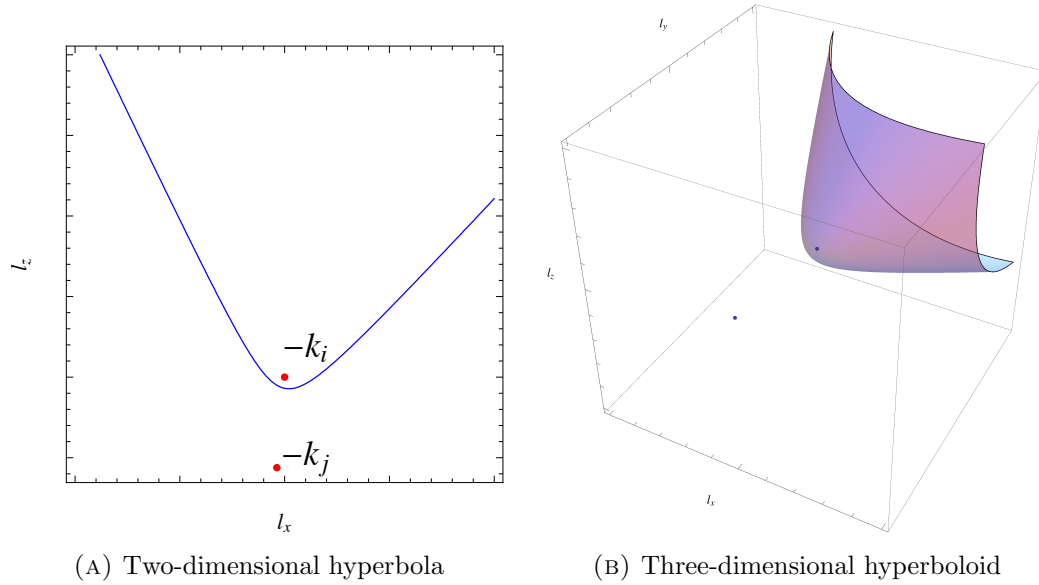 l_z
−k_i
−k_j
l_x
(A) Two-dimensional hyperbola
l_y
l_z
l_x
(B) Three-dimensional hyperboloid